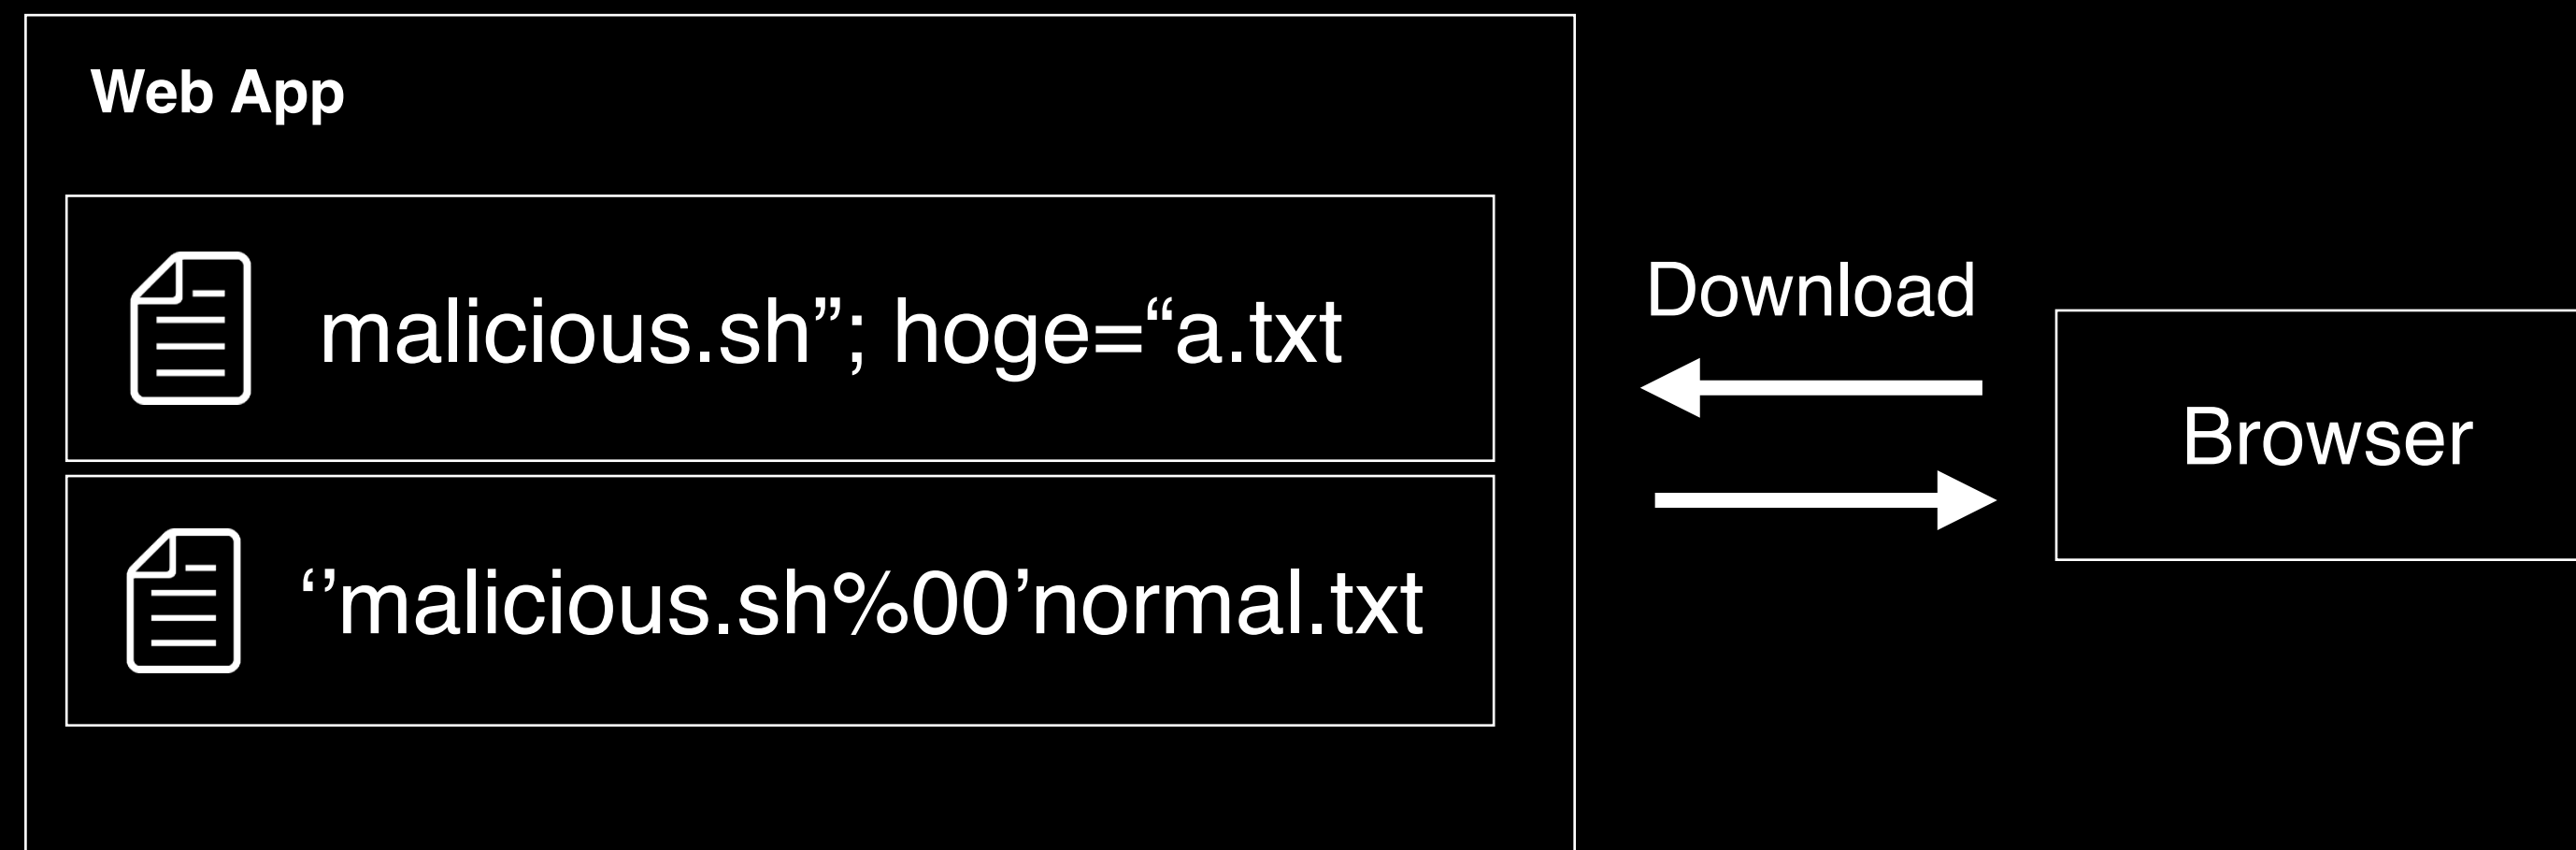 Web App
malicious.sh”; hoge=“a.txt
‘’malicious.sh%00’normal.txt
Download
Browser